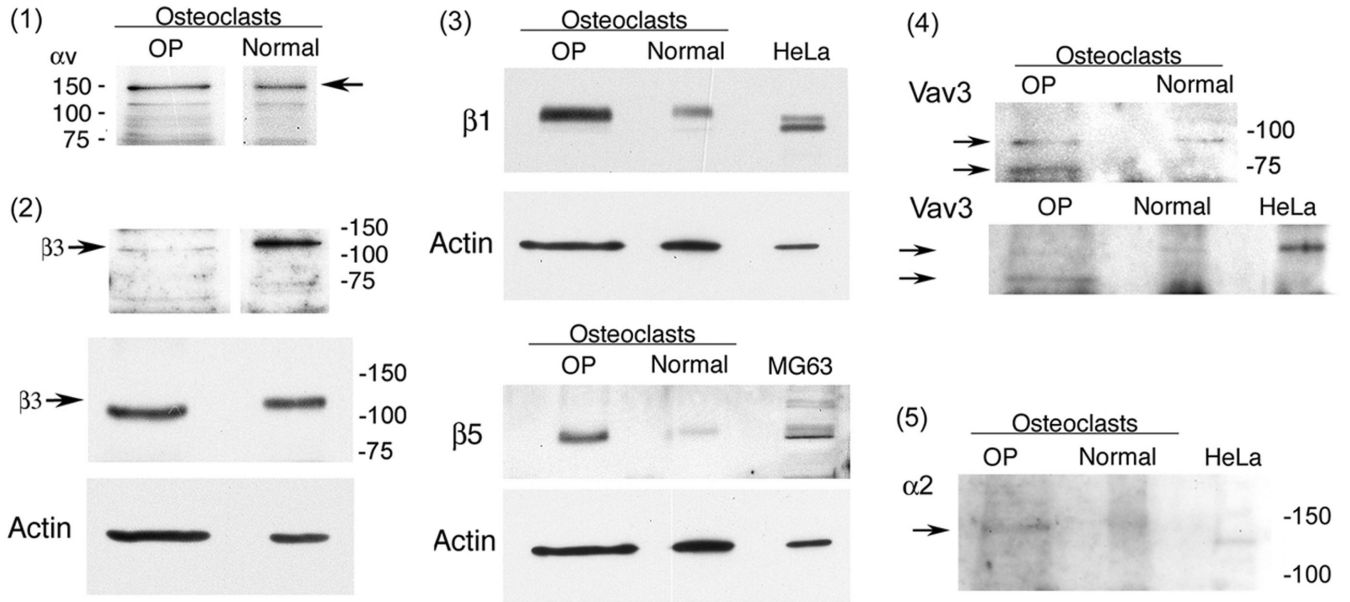 (1)
Osteoclasts
OP Normal
αv
150 -
100 -
75 -
(2)
β3
-150
-100
-75
β3
-150
-100
-75
Actin
(3)
Osteoclasts
OP Normal HeLa
β1
Actin
Osteoclasts
OP Normal MG63
β5
Actin
(4)
Osteoclasts
OP Normal
Vav3
-100
-75
Vav3
OP Normal HeLa
(5)
Osteoclasts
OP Normal HeLa
α2
-150
-100